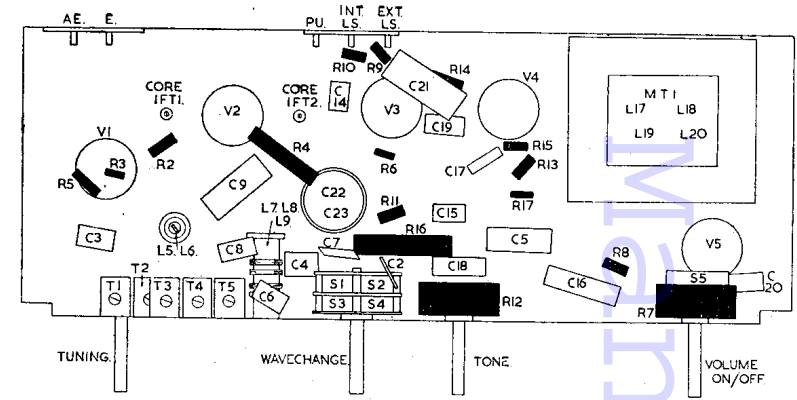 AE. E.
PU. INT. LS. EXT. LS.
R10
R9
C21
R14
V4
CORE IFT1.
V2
CORE IFT2.
C 14
V3
C19
MT1
L17 L18
L19 L20
V1
R3
R2
R4
R5
C9
R6
C17
R15
R13
R17
C22
C23
L7. L8. L9.
R11
C15
R16
C5
V5
C3
L5. L6.
C8
C7
C4
C2
C18
R8
C16
S5
C 20
T1 T2 T3 T4 T5
C6
S1 S2
S3 S4
R12
R7
TUNING.
WAVECHANGE.
TONE.
VOLUME ON/OFF.
Man